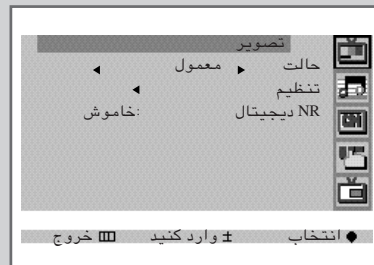 تصویر
حالت معمول
تنظیم
NR دیجیتال :خاموش
انتخاب ± وارد کنید خروج